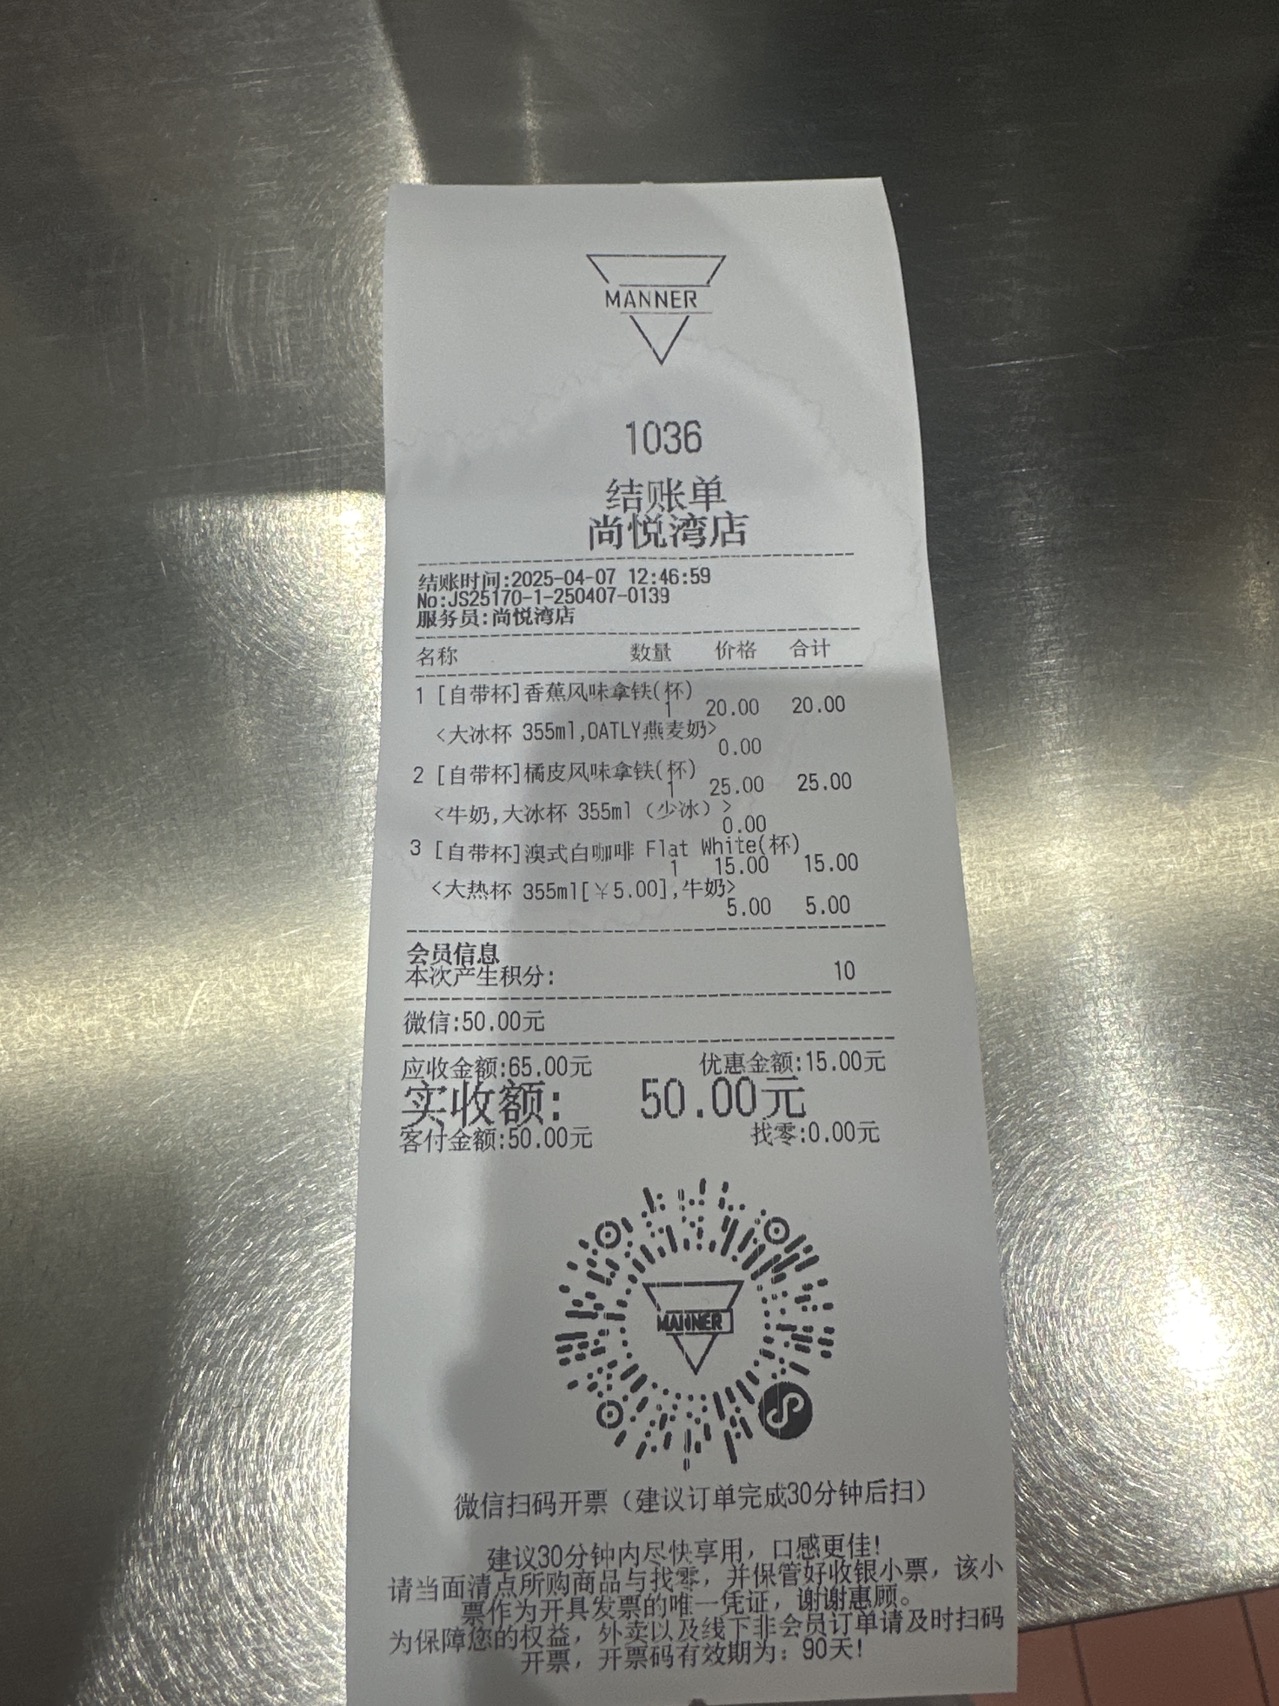 MANNER
1036
结账单
尚悦湾店
结账时间:2025-04-07 12:46:59
No:JS25170-1-250407-0139
服务员:尚悦湾店
名称 数量 价格 合计
1 [自带杯]香蕉风味拿铁(杯)
1 20.00 20.00
<大冰杯 355ml,OATLY燕麦奶>
0.00
2 [自带杯]橘皮风味拿铁(杯)
1 25.00 25.00
<牛奶,大冰杯 355ml（少冰）>
0.00
3 [自带杯]澳式白咖啡 Flat White(杯)
1 15.00 15.00
<大热杯 355ml[￥5.00],牛奶>
5.00 5.00
会员信息
本次产生积分: 10
微信:50.00元
应收金额:65.00元 优惠金额:15.00元
实收额: 50.00元
客付金额:50.00元 找零:0.00元
MANNER
微信扫码开票（建议订单完成30分钟后扫）
建议30分钟内尽快享用，口感更佳!
请当面清点所购商品与找零，并保管好收银小票，该小
票作为开具发票的唯一凭证，谢谢惠顾。
为保障您的权益，外卖以及线下非会员订单请及时扫码
开票，开票码有效期为：90天!